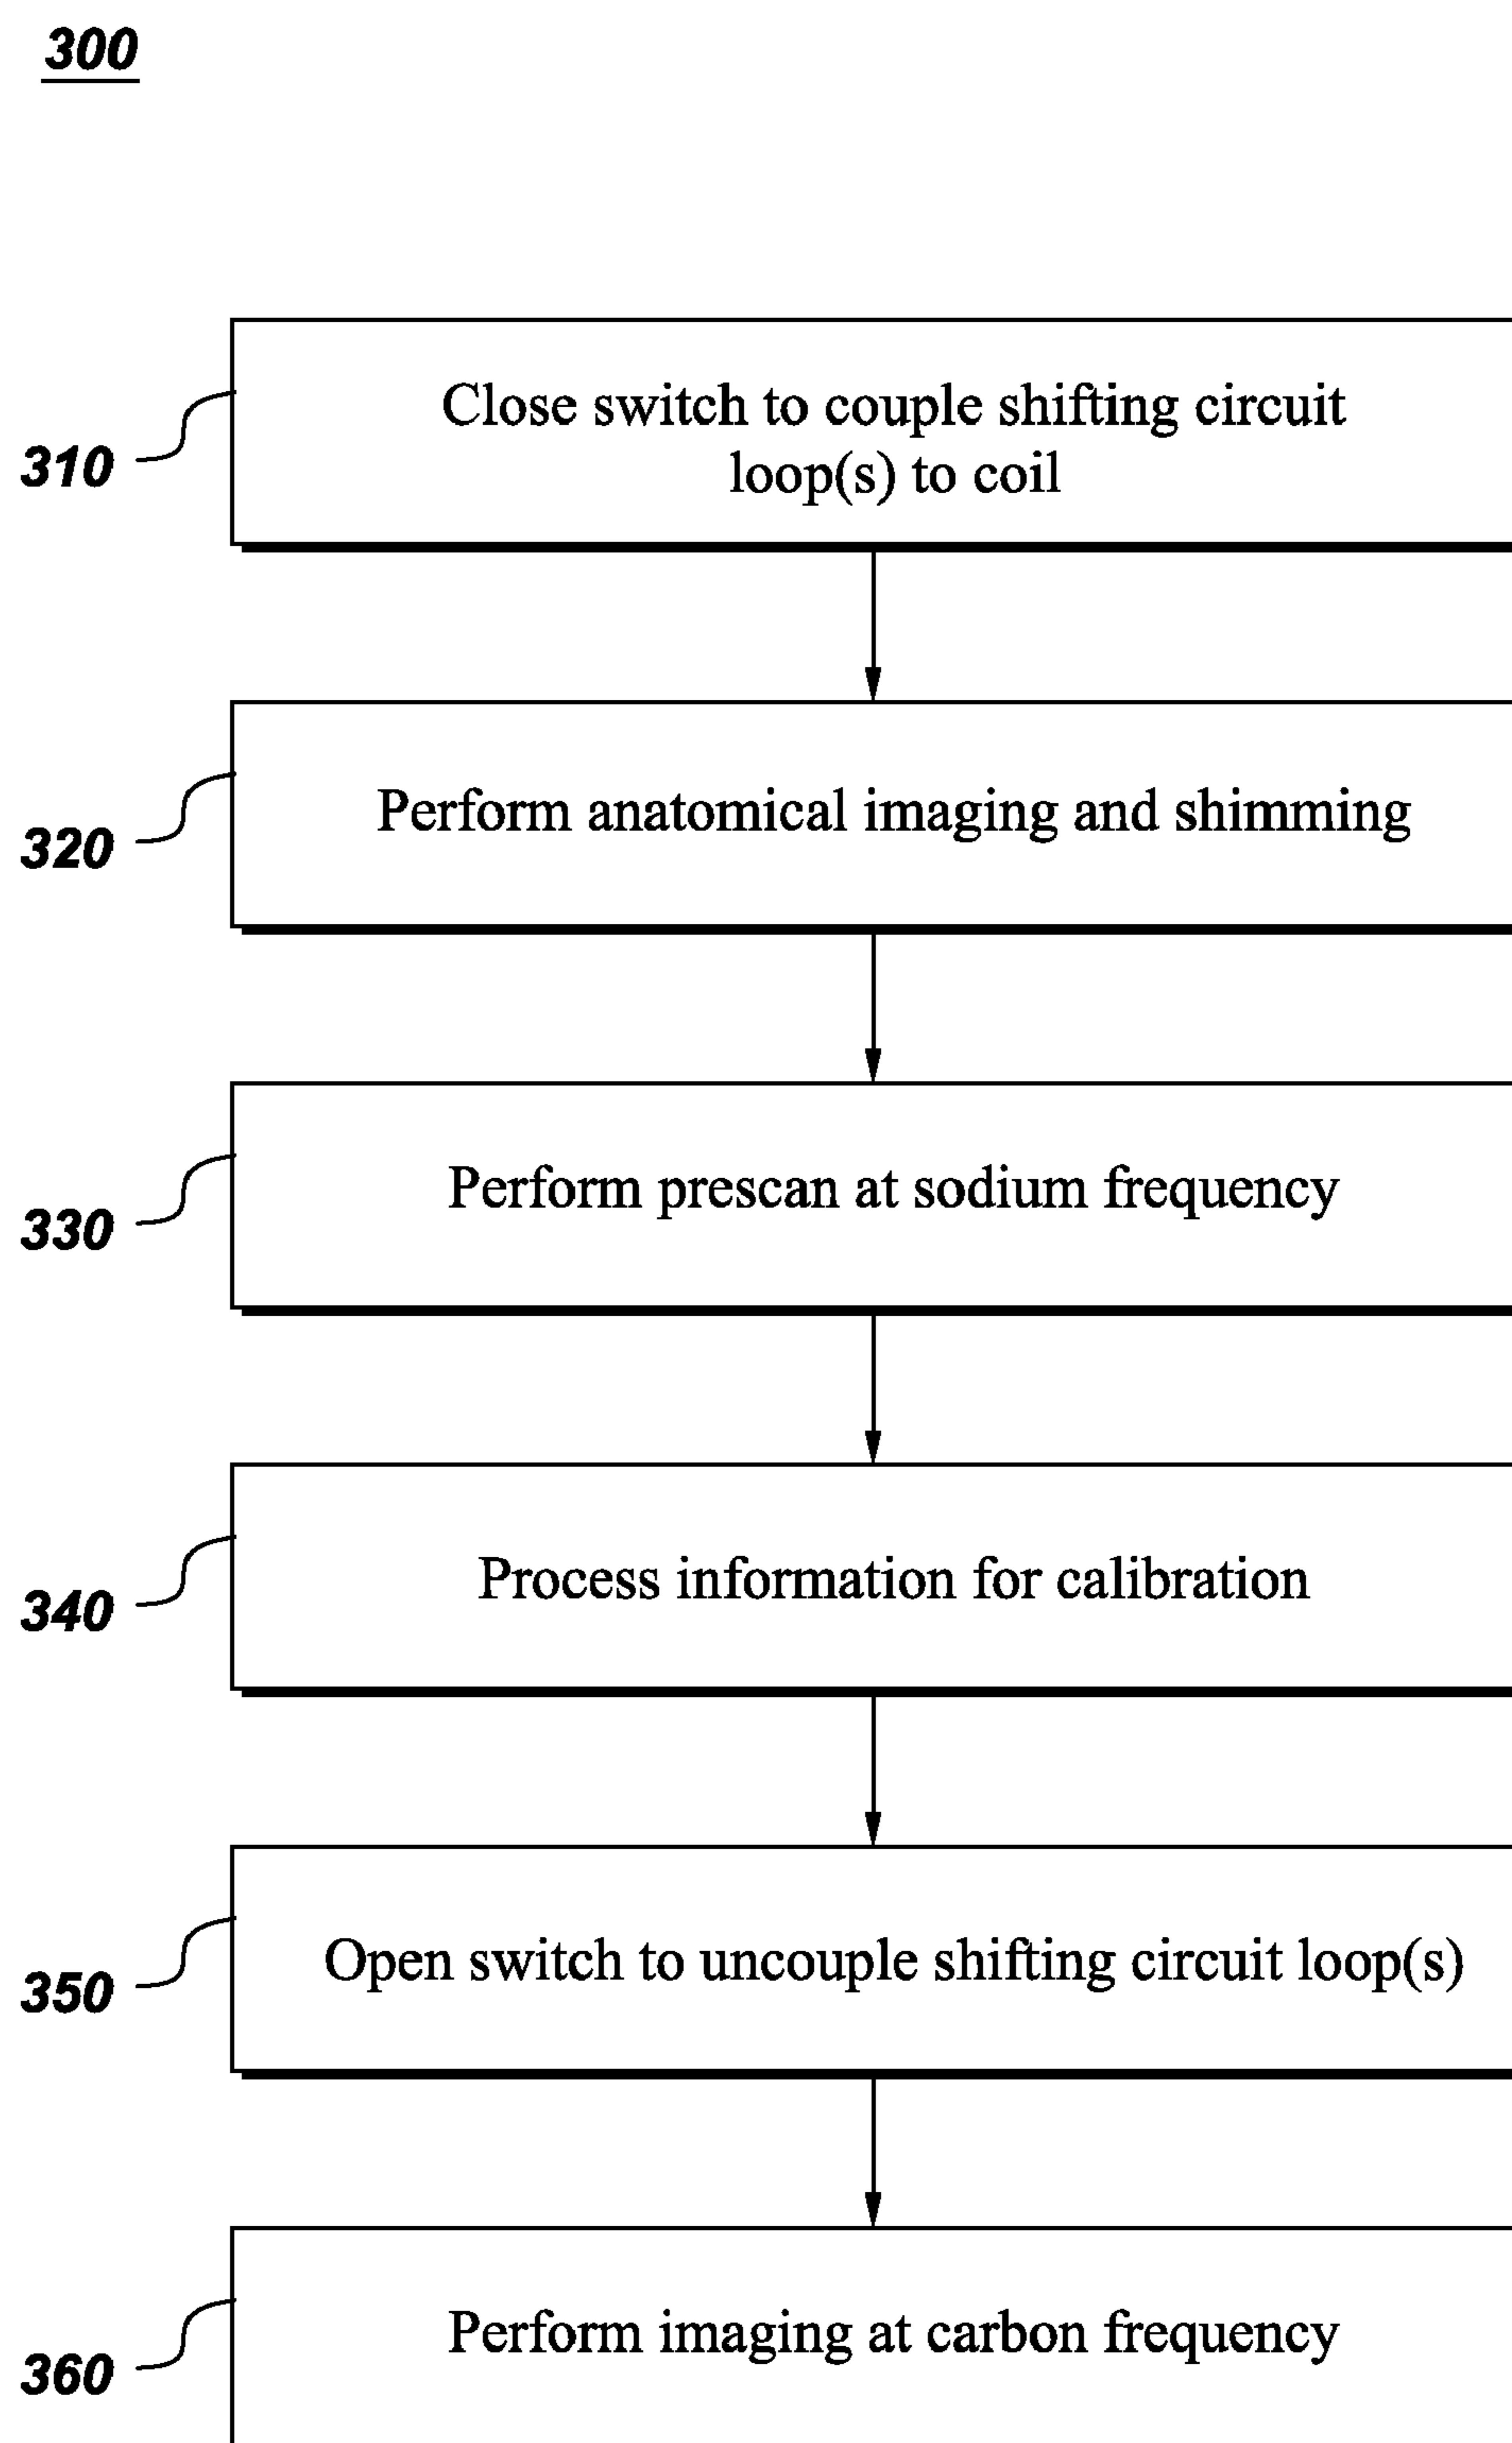 300
310
Close switch to couple shifting circuit
loop(s) to coil
320
Perform anatomical imaging and shimming
330
Perform prescan at sodium frequency
340
Process information for calibration
350
Open switch to uncouple shifting circuit loop(s)
360
Perform imaging at carbon frequency